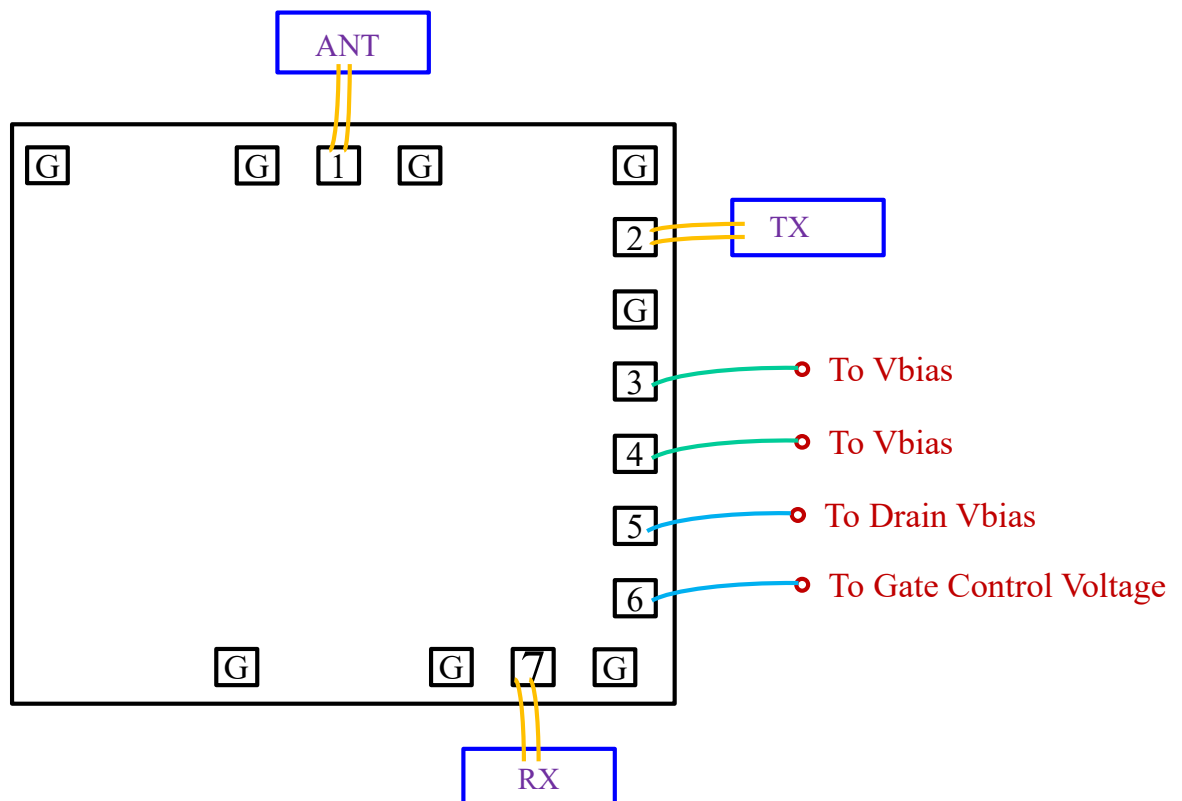 ANT
G
G
1
G
G
2
TX
G
3
To Vbias
4
To Vbias
5
To Drain Vbias
6
To Gate Control Voltage
G
G
7
G
RX